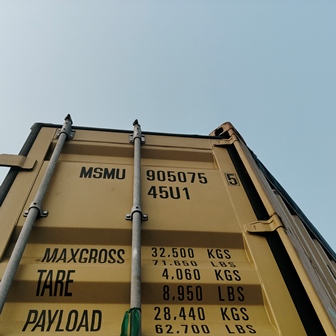 MSMU 905075 5
45U1
MAXGROSS 32.500 KGS
71.650 LBS
TARE 4.060 KGS
8,950 LBS
PAYLOAD 28,440 KGS
62.700 LBS